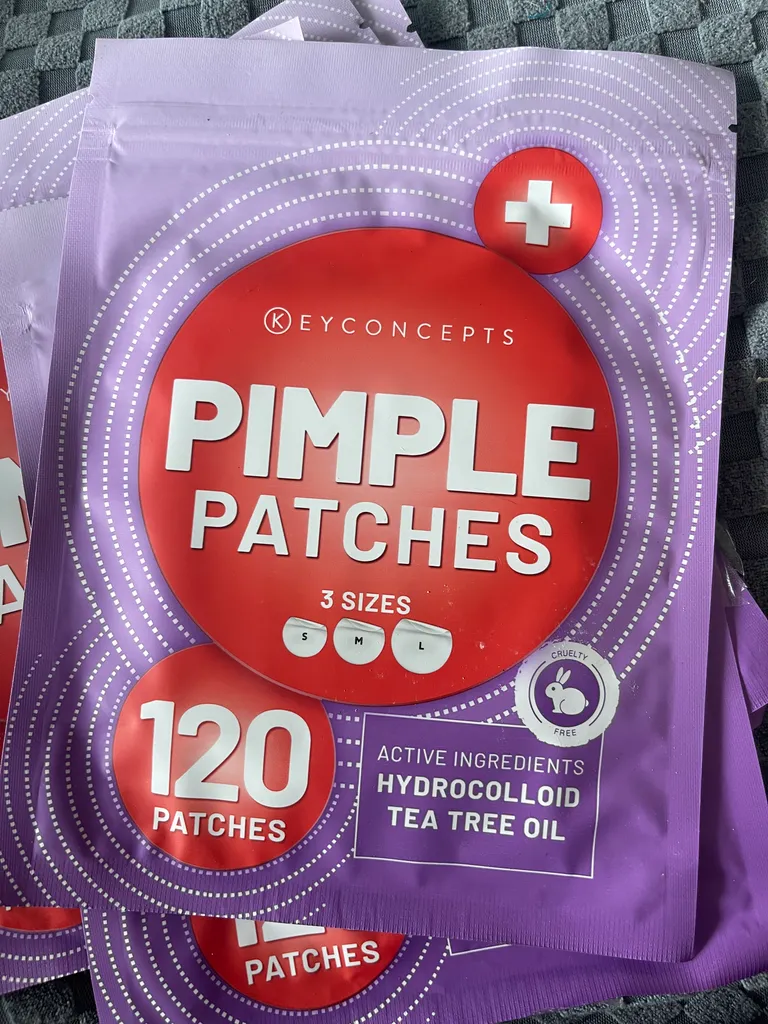 KEYCONCEPTS
PIMPLE
PATCHES
3 SIZES
S M L
CRUELTY
FREE
120
PATCHES
ACTIVE INGREDIENTS
HYDROCOLLOID
TEA TREE OIL
PATCHES